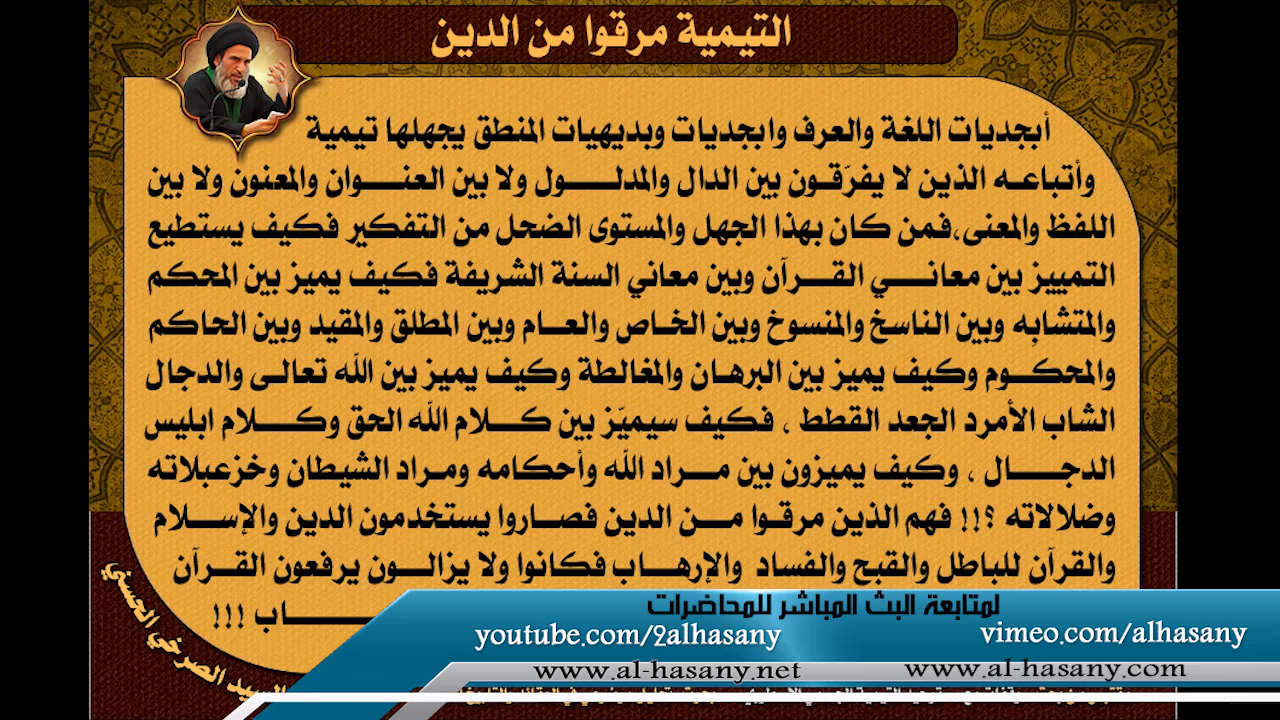 التيمية مرقوا من الدين
أبجديات اللغة والعرف وابجديات وبديهيات المنطق يجهلها تيمية
وأتباعه الذين لا يفرّقون بين الدال والمدلول ولا بين العنوان والمعنون ولا بين
اللفظ والمعنى،فمن كان بهذا الجهل والمستوى الضحل من التفكير فكيف يستطيع
التمييز بين معاني القرآن وبين معاني السنة الشريفة فكيف يميز بين المحكم
والمتشابه وبين الناسخ والمنسوخ وبين الخاص والعام وبين المطلق والمقيد وبين الحاكم
والمحكوم وكيف يميز بين البرهان والمغالطة وكيف يميز بين الله تعالى والدجال
الشاب الأمرد الجعد القطط ، فكيف سيميّز بين كلام الله الحق وكلام ابليس
الدجال ، وكيف يميزون بين مراد الله وأحكامه ومراد الشيطان وخزعبلاته
وضلالاته ؟!! فهم الذين مرقوا من الدين فصاروا يستخدمون الدين والإسلام
والقرآن للباطل والقبح والفساد والإرهاب فكانوا ولا يزالون يرفعون القرآن
!!!
الصرخي الحسني
لمتابعة البث المباشر للمحاضرات
youtube.com/2alhasany
vimeo.com/alhasany
www.al-hasany.net
www.al-hasany.com